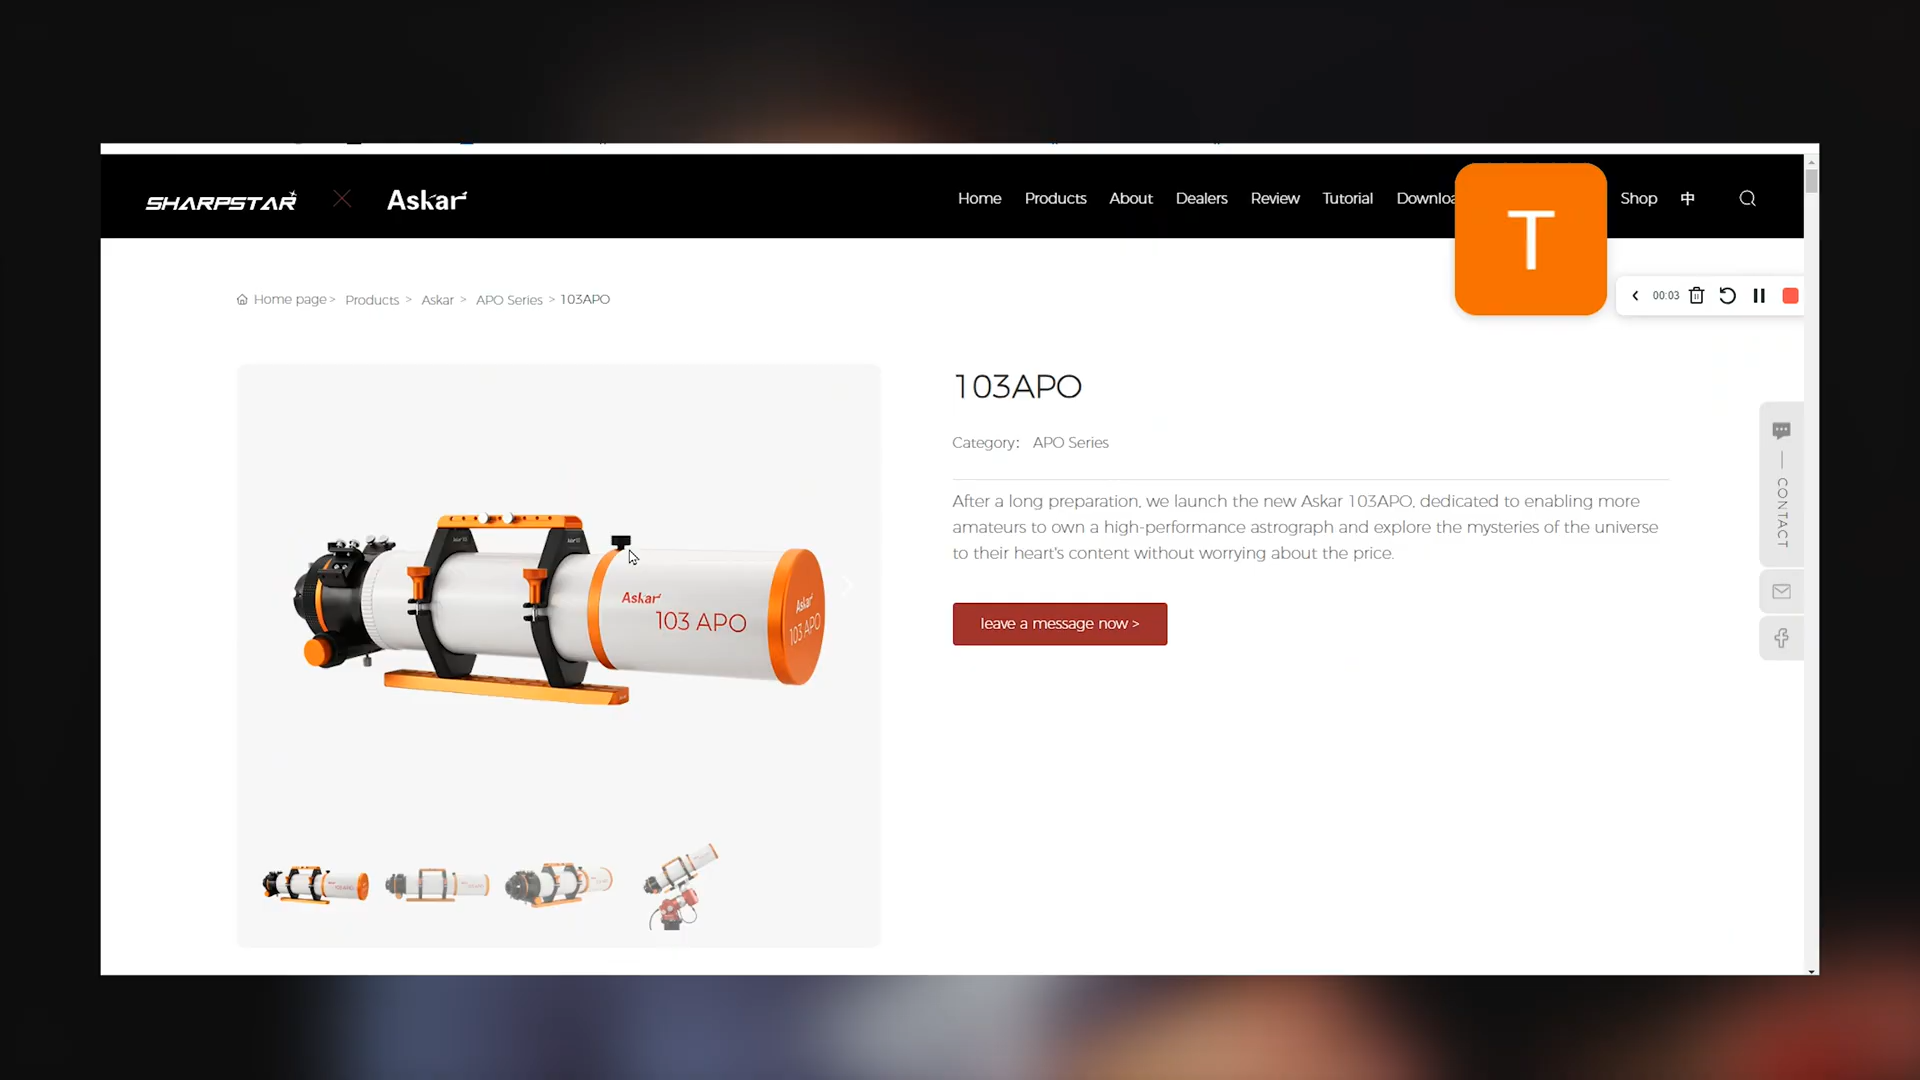 SHARPSTAR
Askar
Home
Products
About
Dealers
Review
Tutorial
Downloa
Shop
中
T
00:03
Home page > Products > Askar > APO Series > 103APO
103APO
Category: APO Series
After a long preparation, we launch the new Askar 103APO, dedicated to enabling more
amateurs to own a high-performance astrograph and explore the mysteries of the universe
to their heart's content without worrying about the price.
leave a message now >
CONTACT
Askar
103 APO
Askar
103 APO